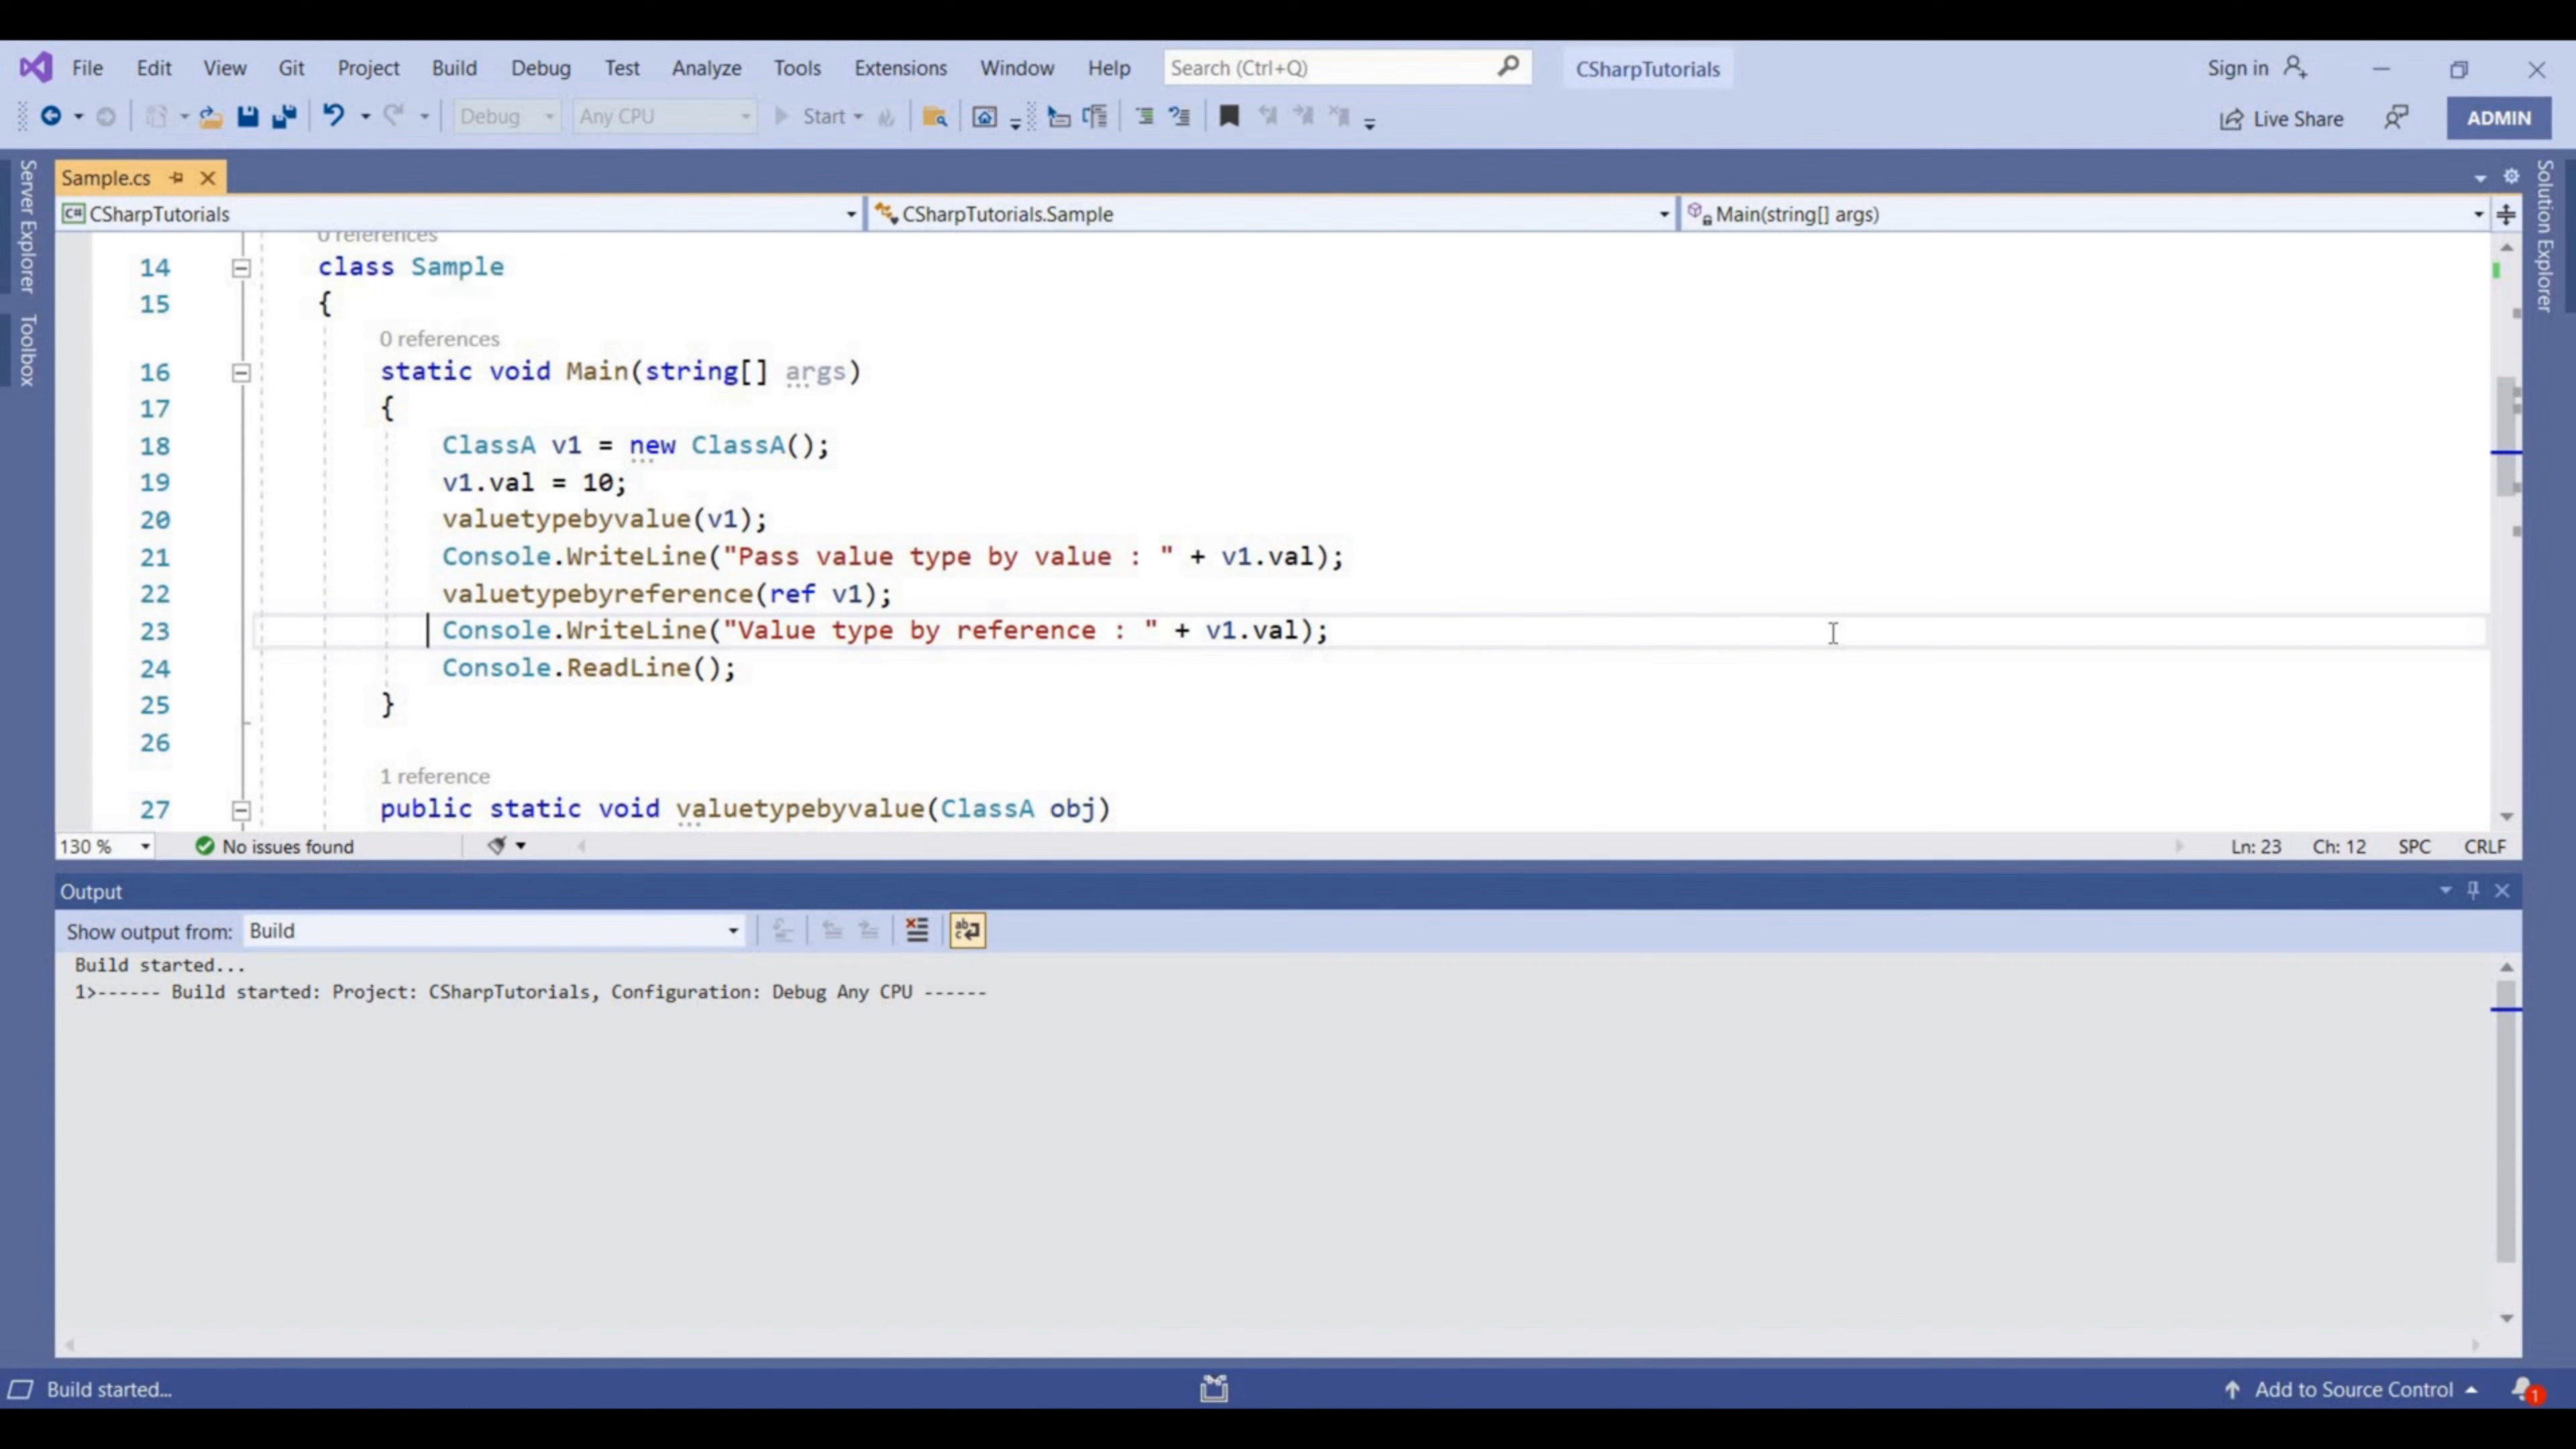 File Edit View Git Project Build Debug Test Analyze Tools Extensions Window Help Search (Ctrl+Q) CSharpTutorials Sign in
Debug Any CPU Start Live Share ADMIN
Server Explorer
Toolbox
Solution Explorer
Sample.cs
C# CSharpTutorials CSharpTutorials.Sample Main(string[] args)
0 references
14 class Sample
15 {
0 references
16 static void Main(string[] args)
17 {
18 ClassA v1 = new ClassA();
19 v1.val = 10;
20 valuetypebyvalue(v1);
21 Console.WriteLine("Pass value type by value : " + v1.val);
22 valuetypebyreference(ref v1);
23 Console.WriteLine("Value type by reference : " + v1.val);
24 Console.ReadLine();
25 }
26
1 reference
27 public static void valuetypebyvalue(ClassA obj)
130 % No issues found Ln: 23 Ch: 12 SPC CRLF
Output
Show output from: Build
Build started...
1>------ Build started: Project: CSharpTutorials, Configuration: Debug Any CPU ------
Build started... Add to Source Control 1